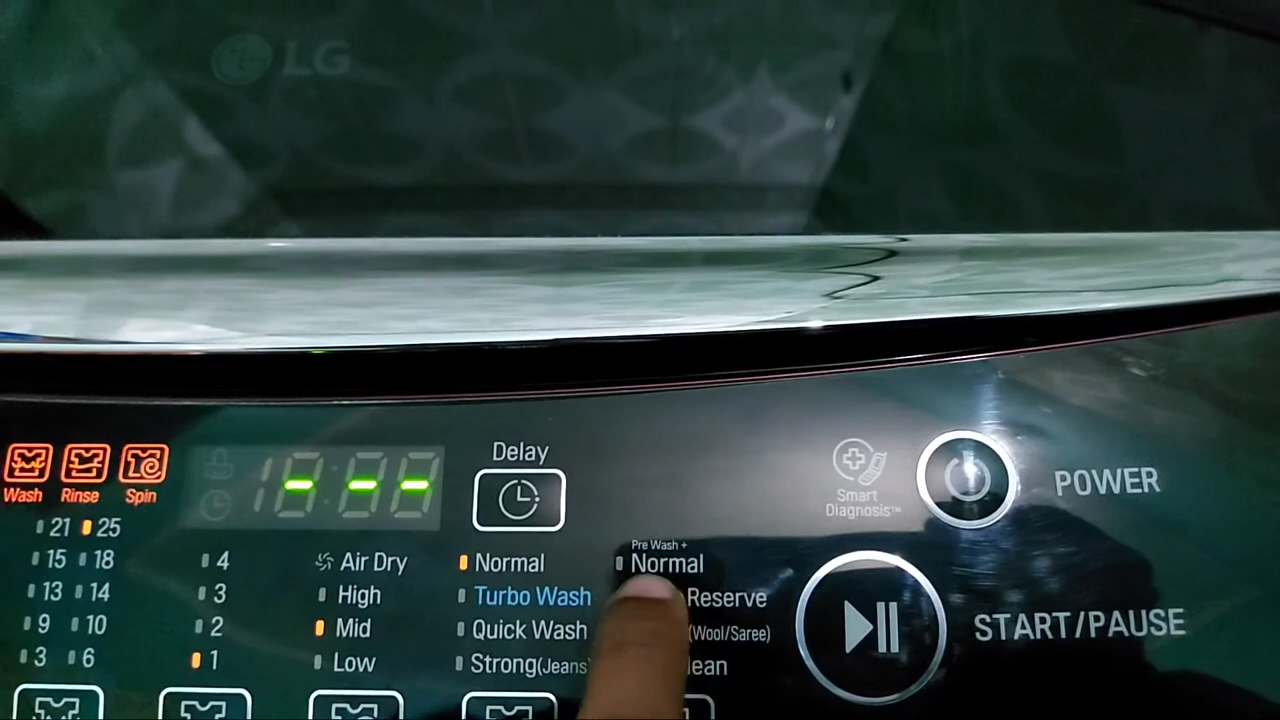 LG
Delay
Wash Rinse Spin
- - -
Smart
Diagnosis™
POWER
21 25
15 18
13 14
9 10
3 6
4
3
2
1
Air Dry
High
Mid
Low
Normal
Turbo Wash
Quick Wash
Strong(Jeans)
Pre Wash +
Normal
Reserve
(Wool/Saree)
START/PAUSE